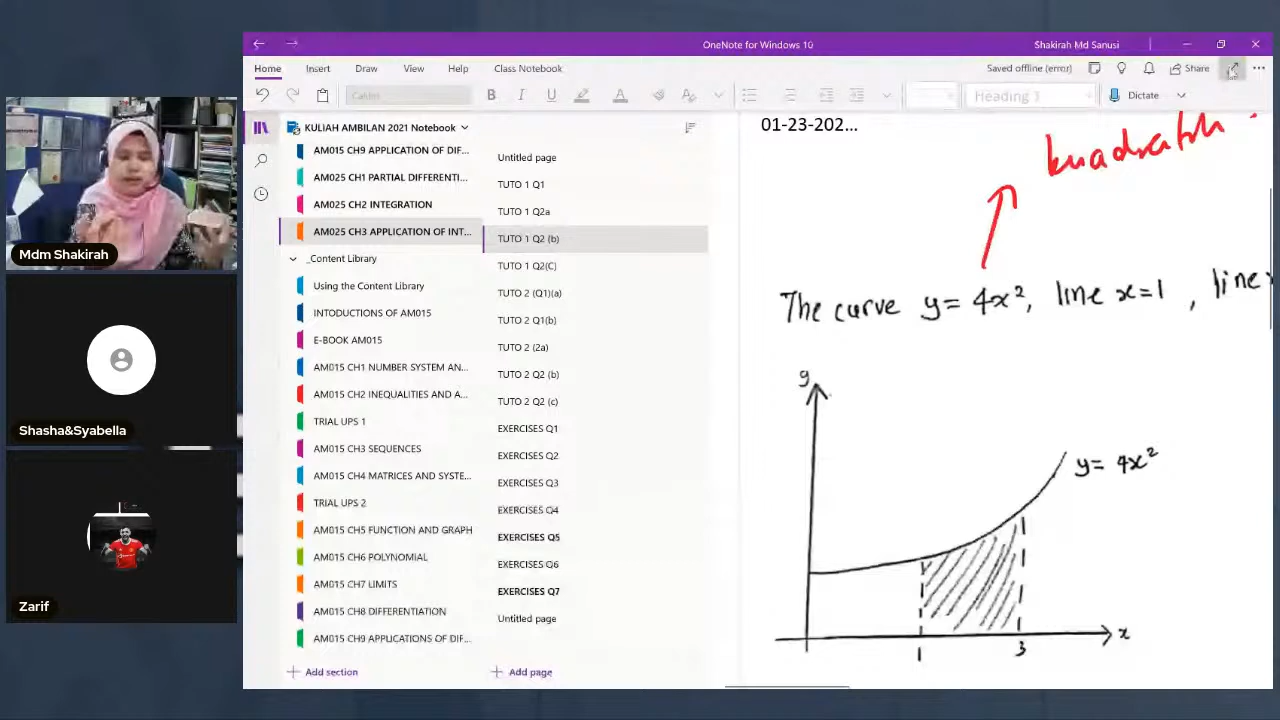 OneNote for Windows 10
Shakirah Md Sanusi
Home Insert Draw View Help Class Notebook
Saved offline (error)
Share
Heading 1
Dictate
KULIAH AMBILAN 2021 Notebook
AM015 CH9 APPLICATION OF DIF...
AM025 CH1 PARTIAL DIFFERENTI...
AM025 CH2 INTEGRATION
AM025 CH3 APPLICATION OF INT...
_Content Library
Using the Content Library
INTODUCTIONS OF AM015
E-BOOK AM015
AM015 CH1 NUMBER SYSTEM AN...
AM015 CH2 INEQUALITIES AND A...
TRIAL UPS 1
AM015 CH3 SEQUENCES
AM015 CH4 MATRICES AND SYSTE...
TRIAL UPS 2
AM015 CH5 FUNCTION AND GRAPH
AM015 CH6 POLYNOMIAL
AM015 CH7 LIMITS
AM015 CH8 DIFFERENTIATION
AM015 CH9 APPLICATIONS OF DIF...
Add section
Untitled page
TUTO 1 Q1
TUTO 1 Q2a
TUTO 1 Q2 (b)
TUTO 1 Q2(C)
TUTO 2 (Q1)(a)
TUTO 2 Q1(b)
TUTO 2 (2a)
TUTO 2 Q2 (b)
TUTO 2 Q2 (c)
EXERCISES Q1
EXERCISES Q2
EXERCISES Q3
EXERCISES Q4
EXERCISES Q5
EXERCISES Q6
EXERCISES Q7
Untitled page
Add page
01-23-202...
The curve y = 4x², line x=1, line
y
y = 4x²
x
1
3
Mdm Shakirah
Shasha&Syabella
Zarif